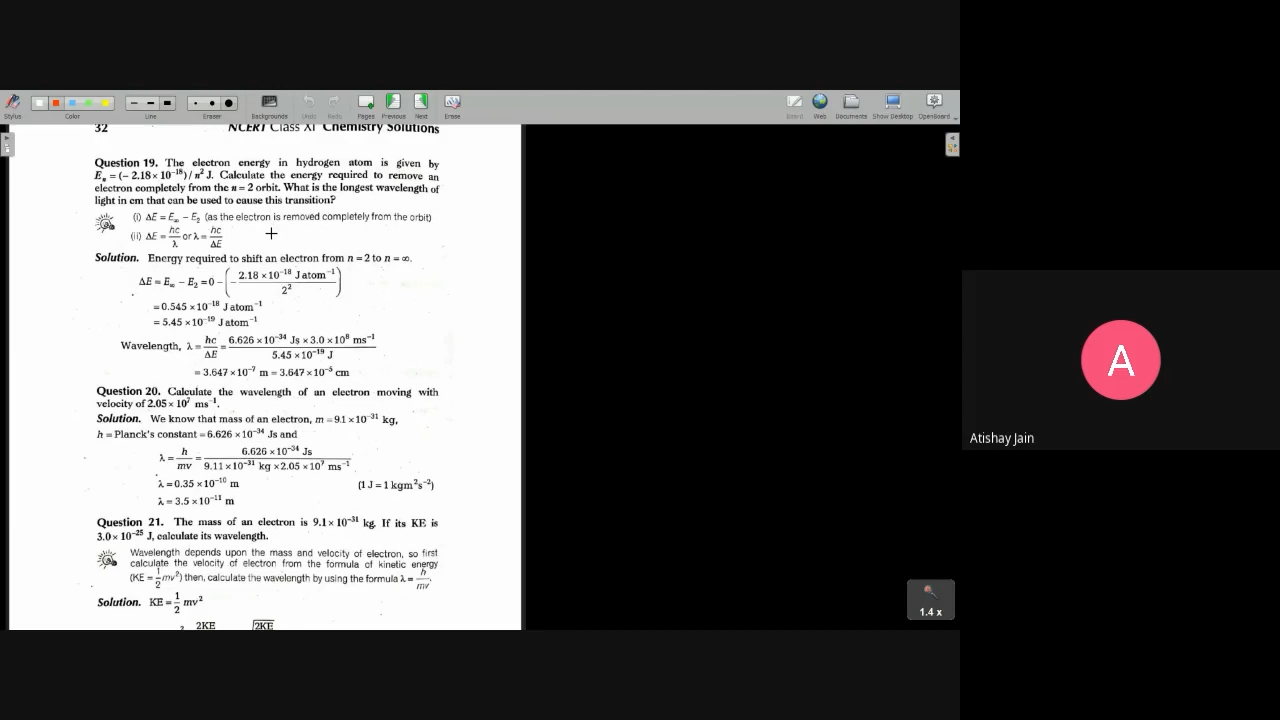 Stylus Color Line Eraser Backgrounds Undo Redo Pages Previous Next Erase Board Web Documents Show Desktop OpenBoard
32 NCERT Class XI Chemistry Solutions
Question 19. The electron energy in hydrogen atom is given by
Eₙ = (– 2.18 × 10⁻¹⁸) / n² J. Calculate the energy required to remove an
electron completely from the n = 2 orbit. What is the longest wavelength of
light in cm that can be used to cause this transition?
(i) ΔE = E∞ – E₂ (as the electron is removed completely from the orbit)
(ii) ΔE = hc/λ or λ = hc/ΔE
Solution. Energy required to shift an electron from n = 2 to n = ∞.
ΔE = E∞ – E₂ = 0 – (– 2.18 × 10⁻¹⁸ J atom⁻¹ / 2²)
= 0.545 × 10⁻¹⁸ J atom⁻¹
= 5.45 × 10⁻¹⁹ J atom⁻¹
Wavelength, λ = hc/ΔE = 6.626 × 10⁻³⁴ Js × 3.0 × 10⁸ ms⁻¹ / 5.45 × 10⁻¹⁹ J
= 3.647 × 10⁻⁷ m = 3.647 × 10⁻⁵ cm
Question 20. Calculate the wavelength of an electron moving with
velocity of 2.05 × 10⁷ ms⁻¹.
Solution. We know that mass of an electron, m = 9.1 × 10⁻³¹ kg,
h = Planck's constant = 6.626 × 10⁻³⁴ Js and
λ = h/mv = 6.626 × 10⁻³⁴ Js / 9.11 × 10⁻³¹ kg × 2.05 × 10⁷ ms⁻¹
λ = 0.35 × 10⁻¹⁰ m (1 J = 1 kgm²s⁻²)
λ = 3.5 × 10⁻¹¹ m
Question 21. The mass of an electron is 9.1 × 10⁻³¹ kg. If its KE is
3.0 × 10⁻²⁵ J, calculate its wavelength.
Wavelength depends upon the mass and velocity of electron, so first
calculate the velocity of electron from the formula of kinetic energy
(KE = 1/2 mv²) then, calculate the wavelength by using the formula λ = h/mv.
Solution. KE = 1/2 mv²
2 2KE √2KE
1.4 x
A
Atishay Jain